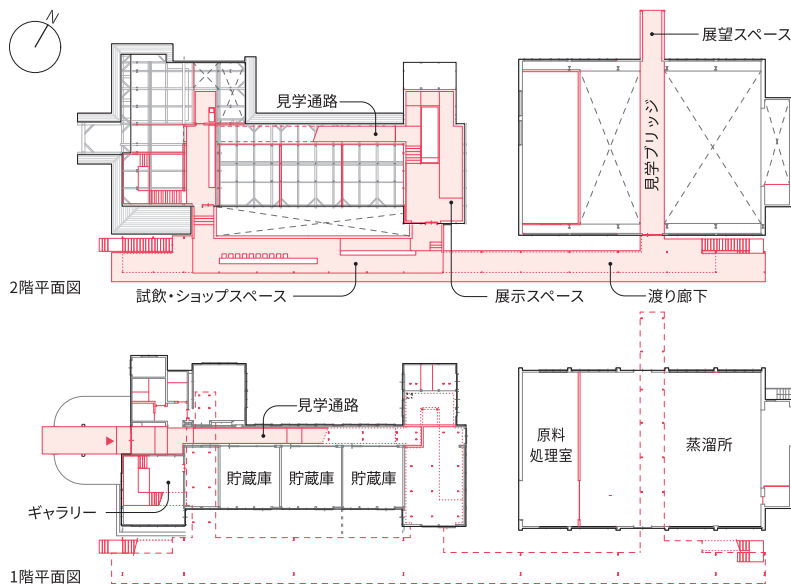 N
展望スペース
見学通路
見学ブリッジ
2階平面図
試飲・ショップスペース
展示スペース
渡り廊下
見学通路
原料
処理室
蒸溜所
貯蔵庫
貯蔵庫
貯蔵庫
ギャラリー
1階平面図